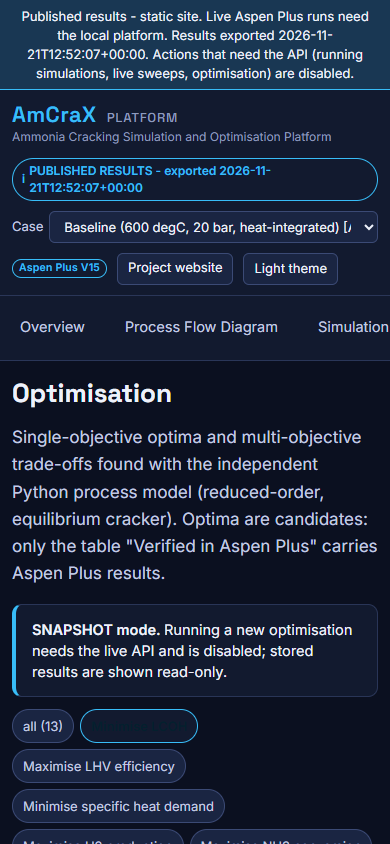 Published results - static site. Live Aspen Plus runs need
the local platform. Results exported 2026-11-
21T12:52:07+00:00. Actions that need the API (running
simulations, live sweeps, optimisation) are disabled.
AmCraX PLATFORM
Ammonia Cracking Simulation and Optimisation Platform
i PUBLISHED RESULTS - exported 2026-11-
21T12:52:07+00:00
Case Baseline (600 degC, 20 bar, heat-integrated)
Aspen Plus V15 Project website Light theme
Overview Process Flow Diagram Simulation
Optimisation
Single-objective optima and multi-objective
trade-offs found with the independent
Python process model (reduced-order,
equilibrium cracker). Optima are candidates:
only the table "Verified in Aspen Plus" carries
Aspen Plus results.
SNAPSHOT mode. Running a new optimisation
needs the live API and is disabled; stored
results are shown read-only.
all (13)
Maximise LHV efficiency
Minimise specific heat demand